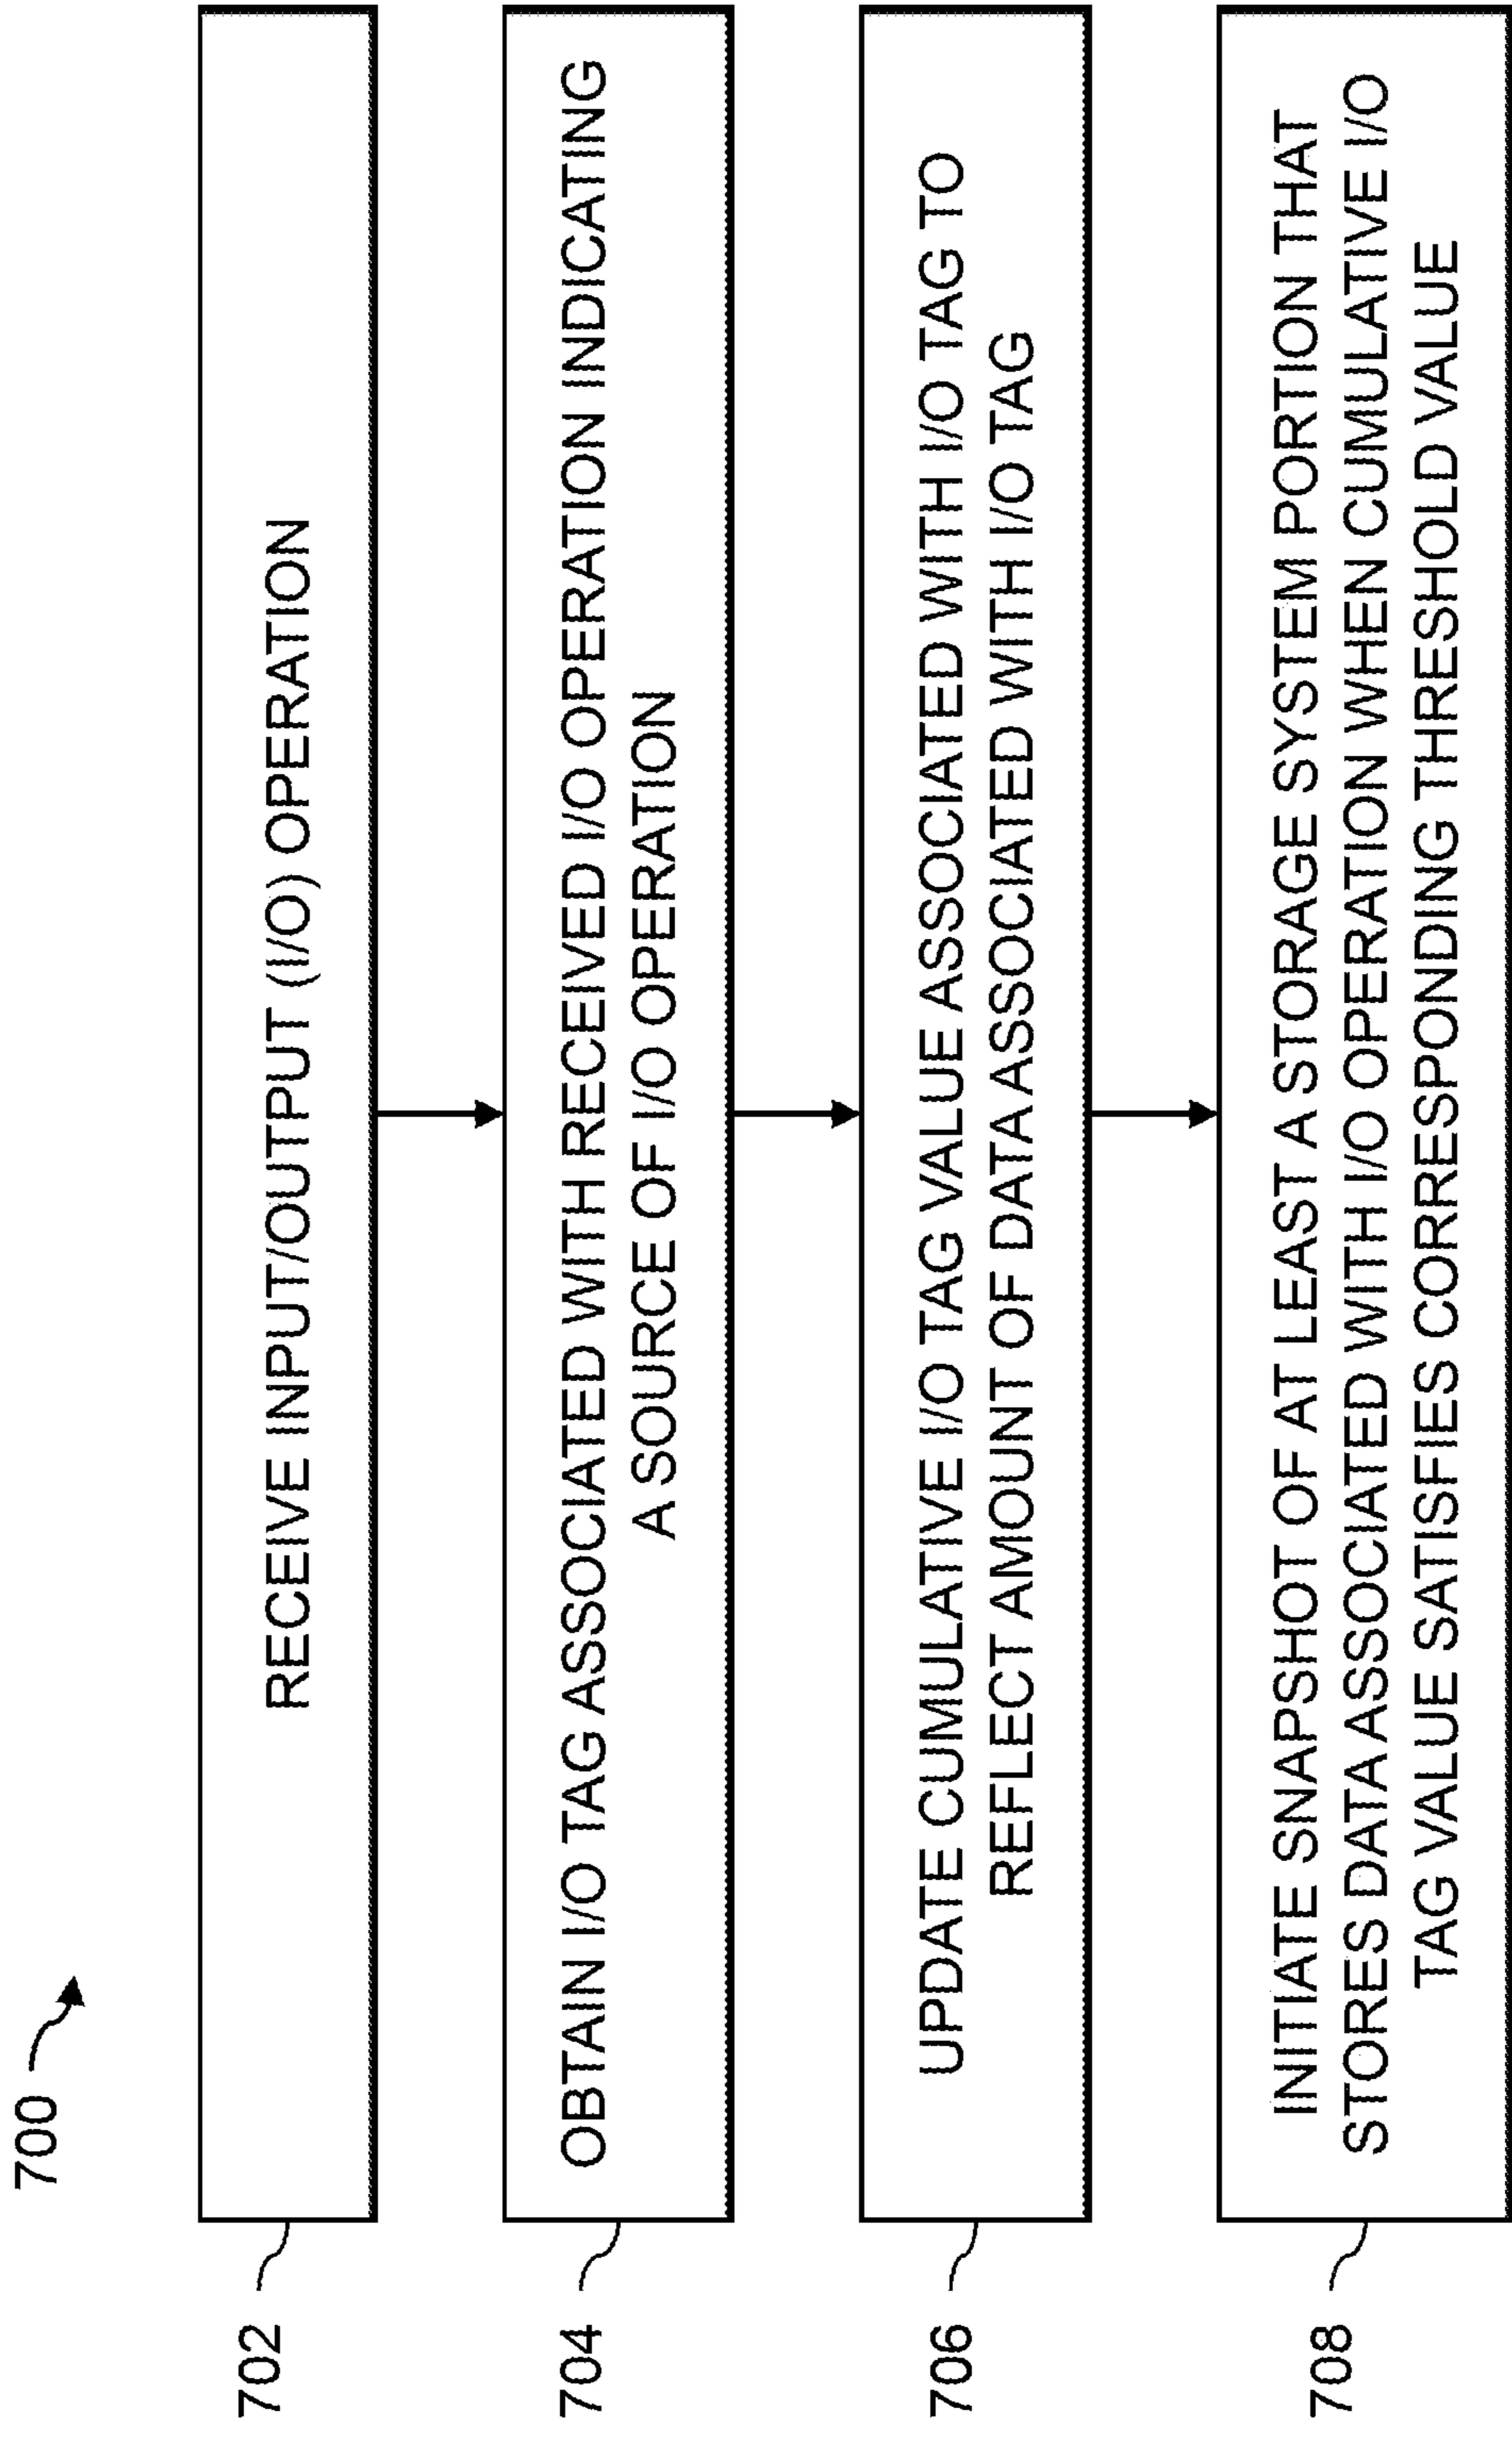 700
702
RECEIVE INPUT/OUTPUT (I/O) OPERATION
704
OBTAIN I/O TAG ASSOCIATED WITH RECEIVED I/O OPERATION INDICATING
A SOURCE OF I/O OPERATION
706
UPDATE CUMULATIVE I/O TAG VALUE ASSOCIATED WITH I/O TAG TO
REFLECT AMOUNT OF DATA ASSOCIATED WITH I/O TAG
708
INITIATE SNAPSHOT OF AT LEAST A STORAGE SYSTEM PORTION THAT
STORES DATA ASSOCIATED WITH I/O OPERATION WHEN CUMULATIVE I/O
TAG VALUE SATISFIES CORRESPONDING THRESHOLD VALUE